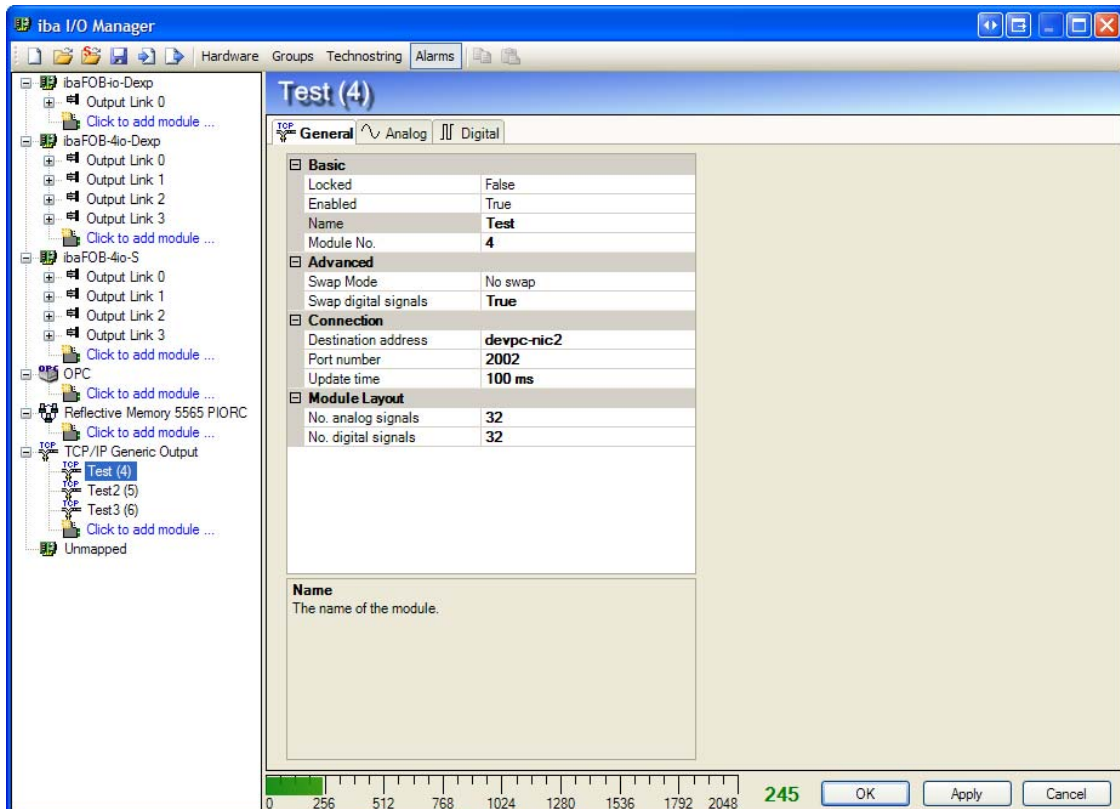 iba I/O Manager
Hardware Groups Technostring Alarms
ibaFOB-io-Dexp
Output Link 0
Click to add module ...
ibaFOB-4io-Dexp
Output Link 0
Output Link 1
Output Link 2
Output Link 3
Click to add module ...
ibaFOB-4io-S
Output Link 0
Output Link 1
Output Link 2
Output Link 3
Click to add module ...
OPC
Click to add module ...
Reflective Memory 5565 PIORC
Click to add module ...
TCP/IP Generic Output
Test (4)
Test2 (5)
Test3 (6)
Click to add module ...
Unmapped
Test (4)
General Analog Digital
Basic
Locked False
Enabled True
Name Test
Module No. 4
Advanced
Swap Mode No swap
Swap digital signals True
Connection
Destination address devpc-nic2
Port number 2002
Update time 100 ms
Module Layout
No. analog signals 32
No. digital signals 32
Name
The name of the module.
0 256 512 768 1024 1280 1536 1792 2048
245
OK Apply Cancel